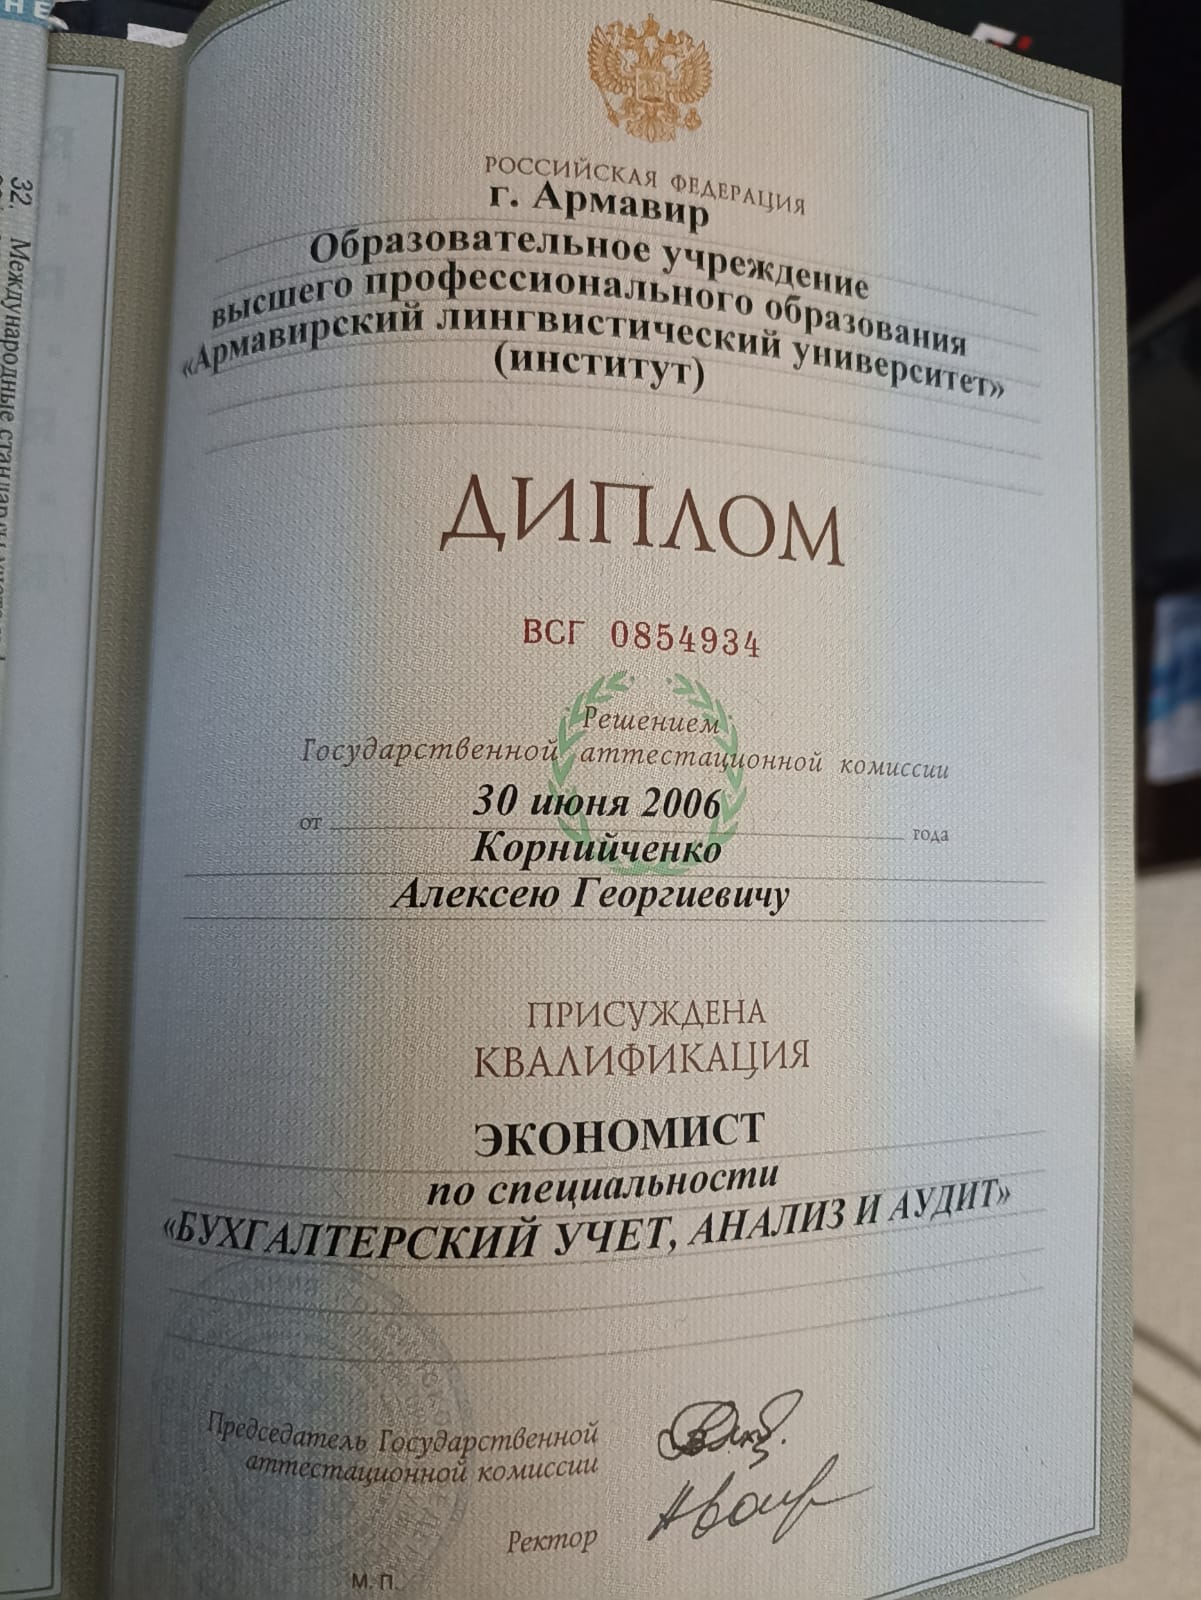 НЕ
32. Международные
РОССИЙСКАЯ ФЕДЕРАЦИЯ
г. Армавир
Образовательное учреждение
высшего профессионального образования
«Армавирский лингвистический университет»
(институт)
ДИПЛОМ
ВСГ 0854934
Решением
Государственной аттестационной комиссии
30 июня 2006
от года
Корнийченко
Алексею Георгиевичу
ПРИСУЖДЕНА
КВАЛИФИКАЦИЯ
ЭКОНОМИСТ
по специальности
«БУХГАЛТЕРСКИЙ УЧЕТ, АНАЛИЗ И АУДИТ»
Председатель Государственной
аттестационной комиссии
Ректор
М. П.